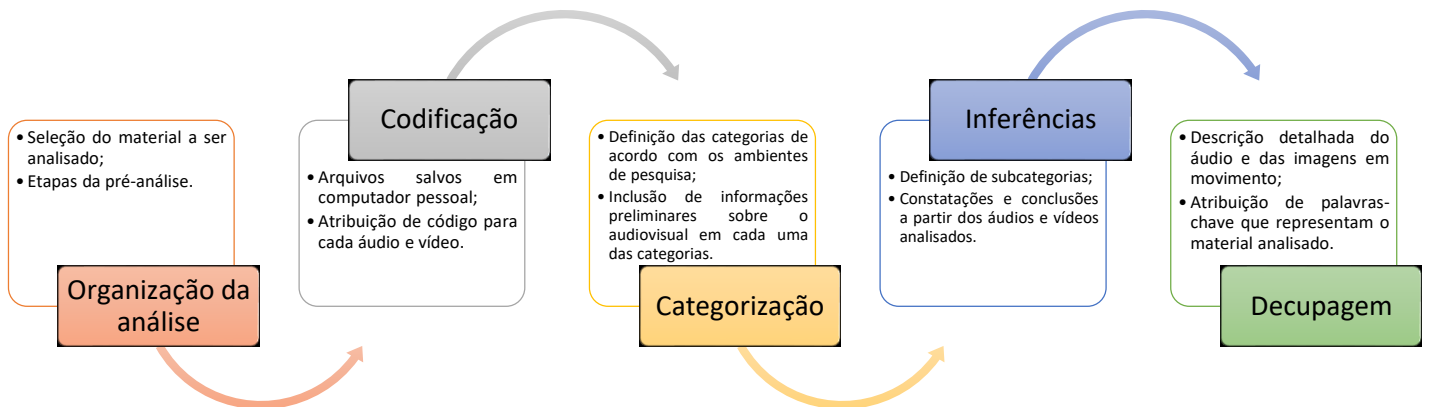 • Seleção do material a ser
analisado;
• Etapas da pré-análise.
Organização da
análise
Codificação
• Arquivos salvos em
computador pessoal;
• Atribuição de código para
cada áudio e vídeo.
• Definição das categorias de
acordo com os ambientes
de pesquisa;
• Inclusão de informações
preliminares sobre o
audiovisual em cada uma
das categorias.
Categorização
Inferências
• Definição de subcategorias;
• Constatações e conclusões
a partir dos áudios e vídeos
analisados.
• Descrição detalhada do
áudio e das imagens em
movimento;
• Atribuição de palavras-
chave que representam o
material analisado.
Decupagem